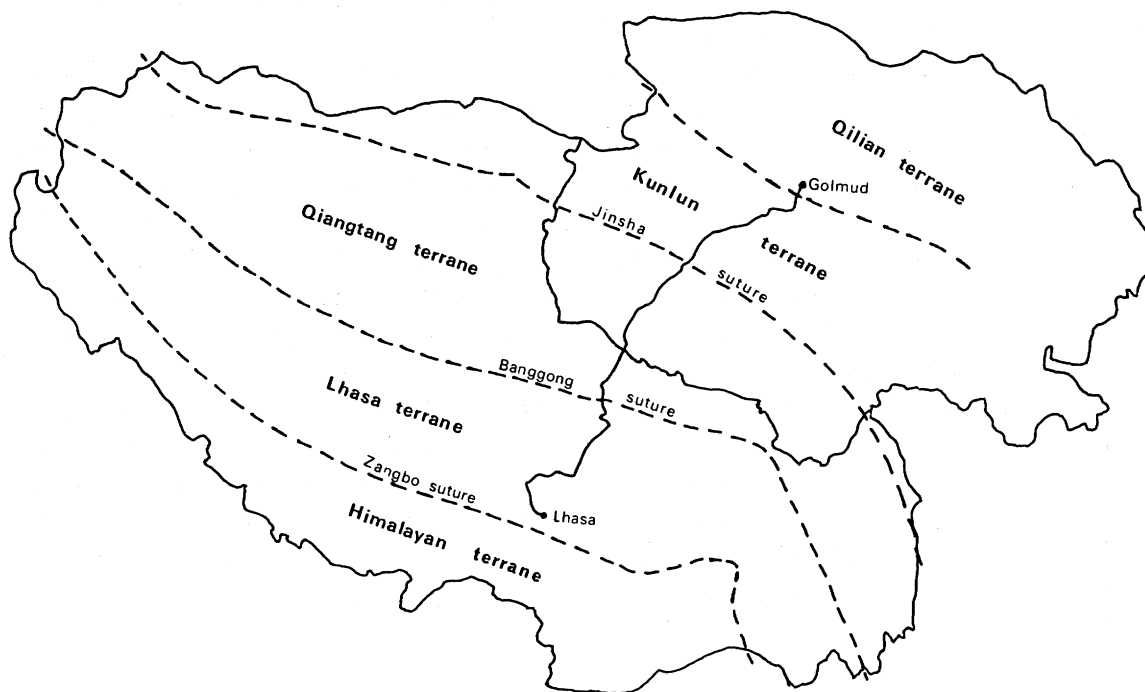 Qilian terrane
Golmud
Kunlun
terrane
Jinsha
suture
Qiangtang terrane
Banggong
suture
Lhasa terrane
Zangbo suture
Lhasa
Himalayan terrane